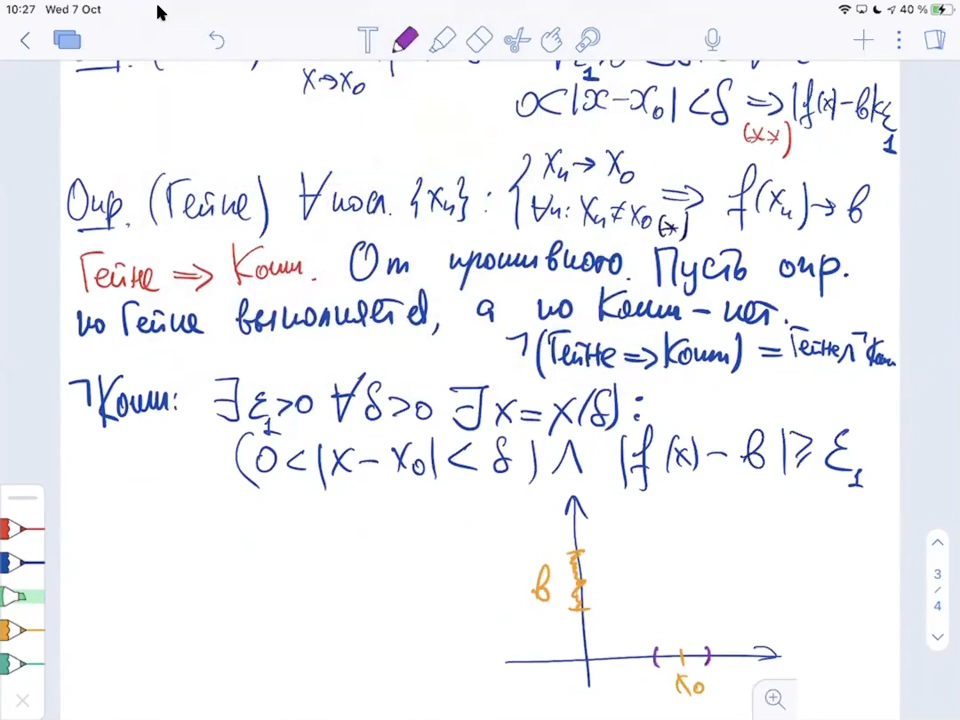 10:27 Wed 7 Oct 40 %
x→x₀
0<|x−x₀|<δ ⇒ |f(x)−b|<ε₁
(**)
Опр. (Гейне) ∀ посл. {xₙ} : { xₙ → x₀
∀n: xₙ ≠ x₀ (*) ⇒ f(xₙ) → b
Гейне ⇒ Коши. От противного. Пусть опр.
по Гейне выполняется, а по Коши – нет.
¬(Гейне ⇒ Коши) = Гейне ∧ ¬Коши
¬Коши: ∃ε₁>0 ∀δ>0 ∃x=x(δ):
(0<|x−x₀|<δ) ∧ |f(x)−b| ≥ ε₁
b
x₀
3
/
4